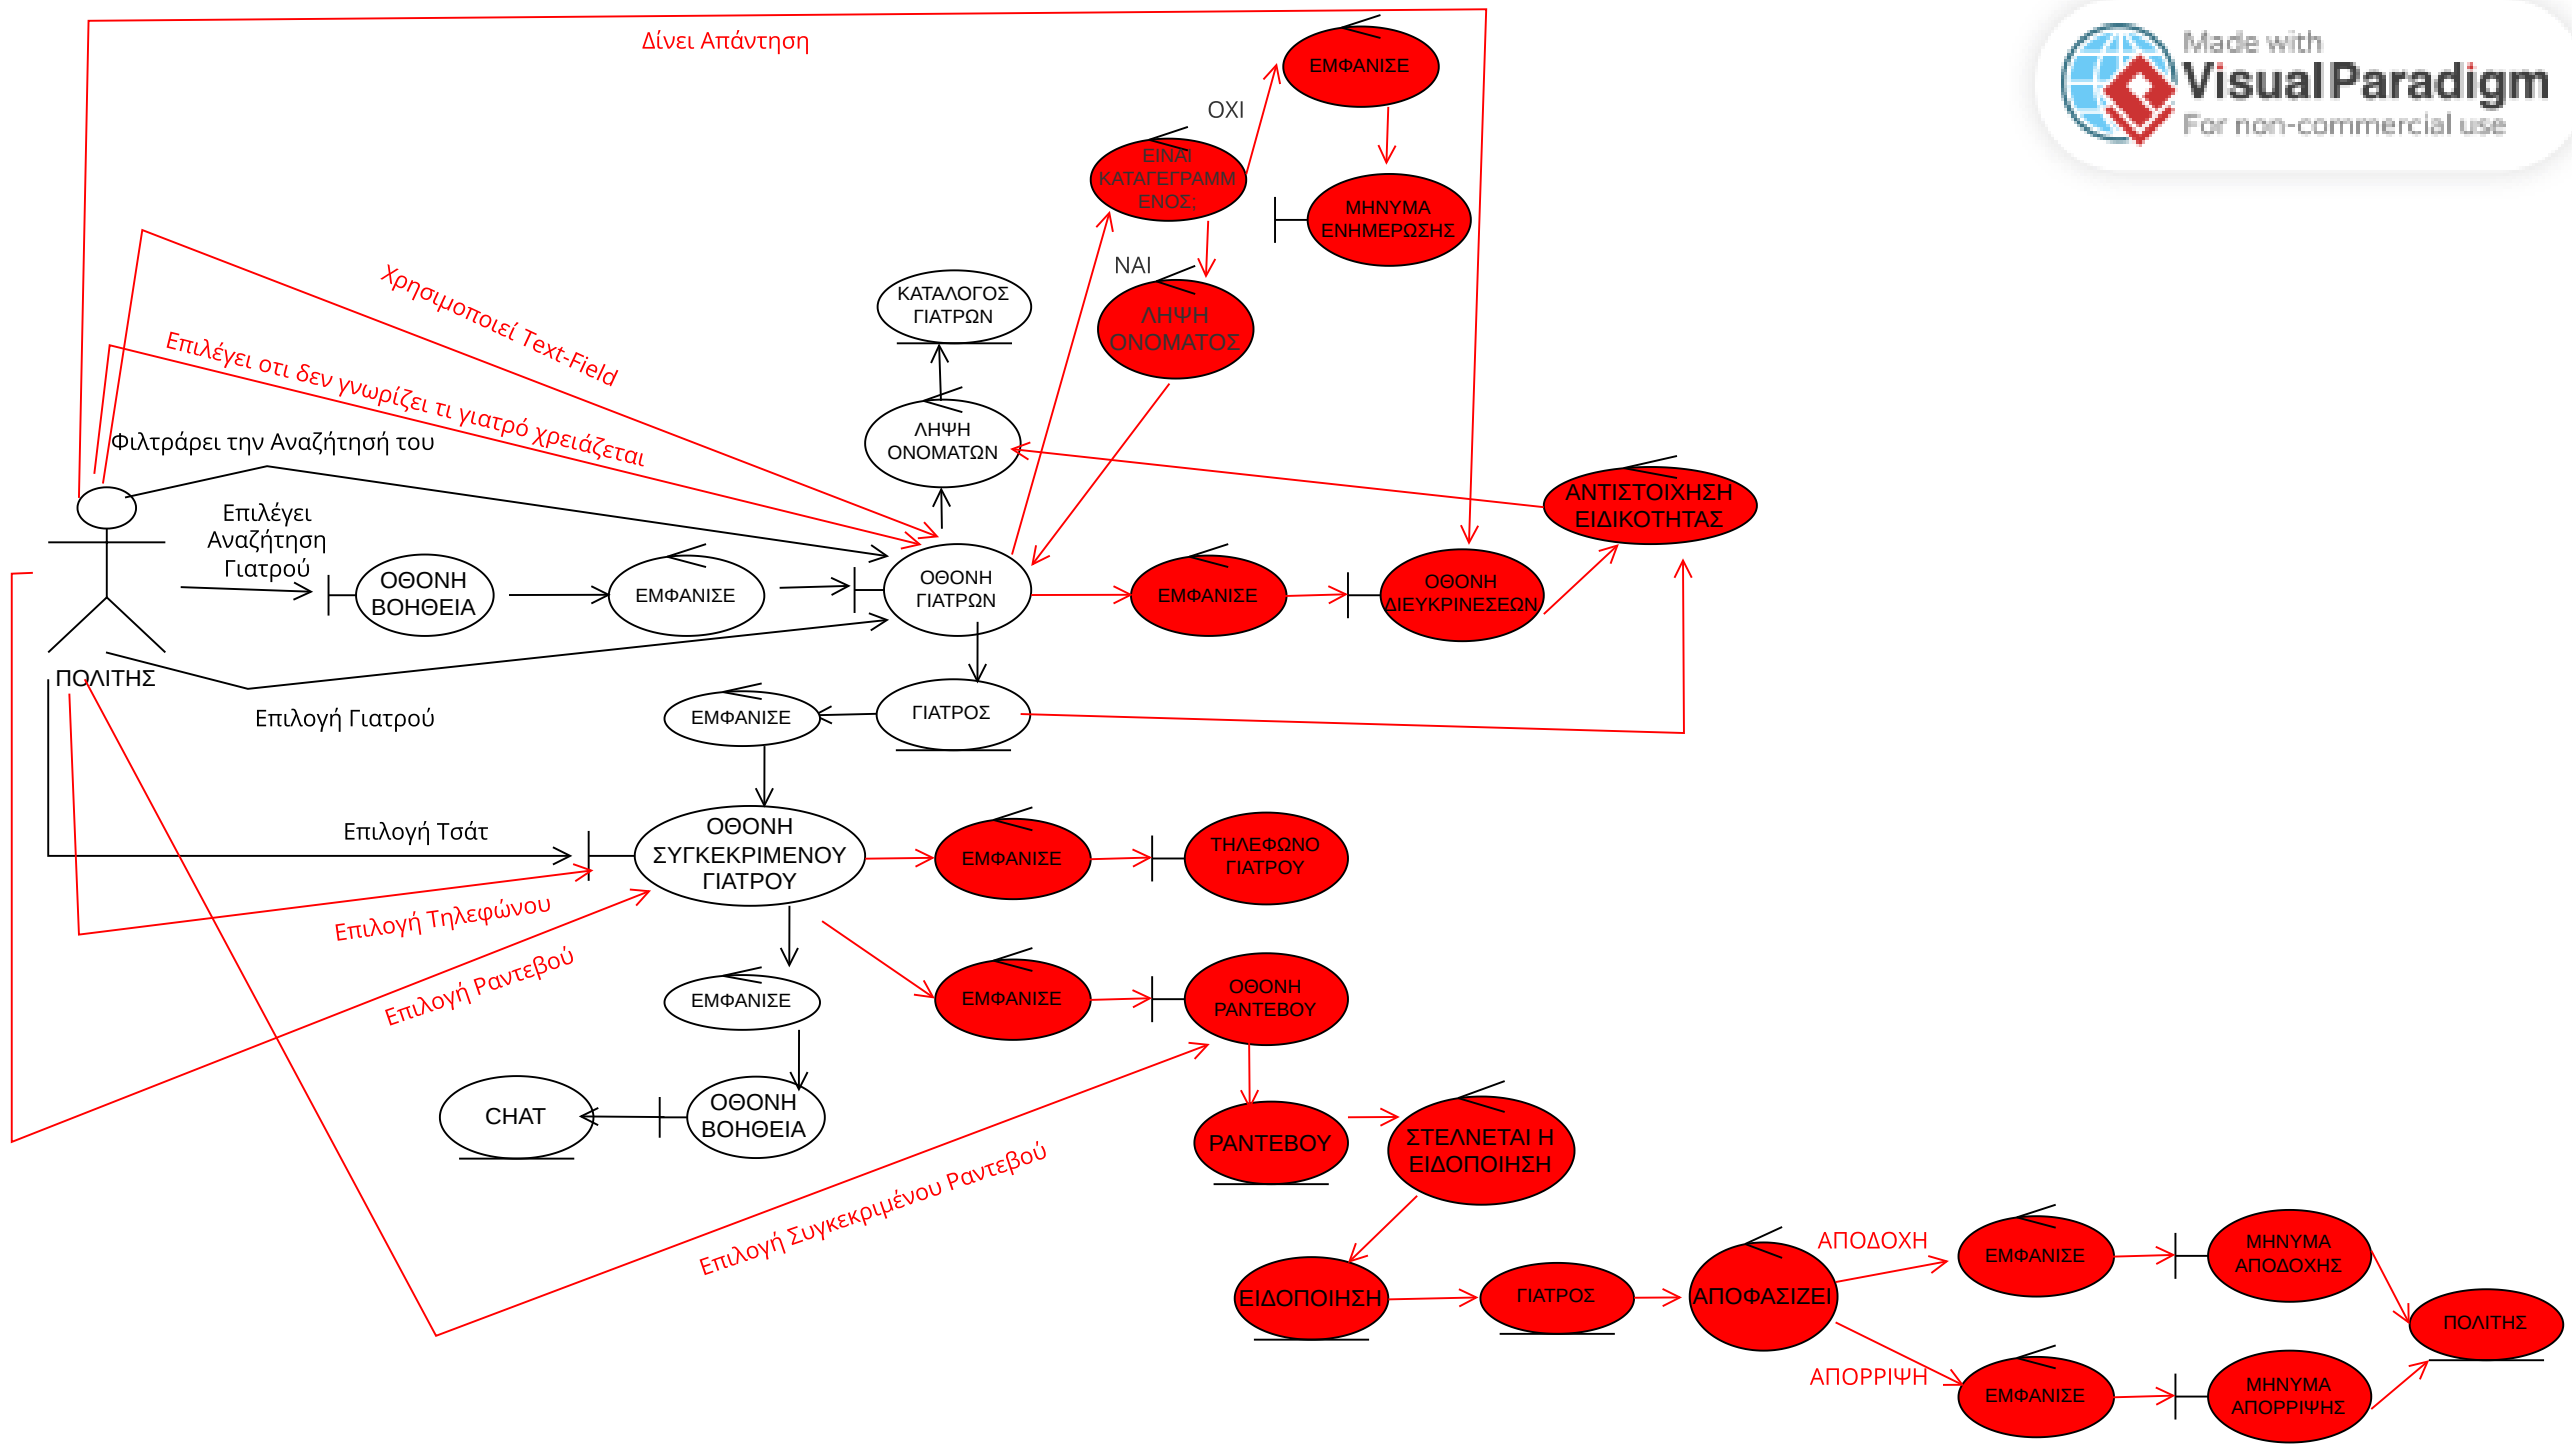 Made with
Visual Paradigm
For non-commercial use
Δίνει Απάντηση
ΕΜΦΑΝΙΣΕ
ΟΧΙ
ΕΙΝΑΙ
ΚΑΤΑΓΕΓΡΑΜΜ
ΕΝΟΣ;
ΜΗΝΥΜΑ
ΕΝΗΜΕΡΩΣΗΣ
ΝΑΙ
ΛΗΨΗ
ΟΝΟΜΑΤΟΣ
ΚΑΤΑΛΟΓΟΣ
ΓΙΑΤΡΩΝ
Χρησιμοποιεί Text-Field
Επιλέγει οτι δεν γνωρίζει τι γιατρό χρειάζεται
Φιλτράρει την Αναζήτησή του
ΛΗΨΗ
ΟΝΟΜΑΤΩΝ
ΑΝΤΙΣΤΟΙΧΗΣΗ
ΕΙΔΙΚΟΤΗΤΑΣ
Επιλέγει
Αναζήτηση
Γιατρού
ΟΘΟΝΗ
ΒΟΗΘΕΙΑ
ΕΜΦΑΝΙΣΕ
ΟΘΟΝΗ
ΓΙΑΤΡΩΝ
ΕΜΦΑΝΙΣΕ
ΟΘΟΝΗ
ΔΙΕΥΚΡΙΝΕΣΕΩΝ
ΠΟΛΙΤΗΣ
Επιλογή Γιατρού
ΕΜΦΑΝΙΣΕ
ΓΙΑΤΡΟΣ
Επιλογή Τσάτ
ΟΘΟΝΗ
ΣΥΓΚΕΚΡΙΜΕΝΟΥ
ΓΙΑΤΡΟΥ
ΕΜΦΑΝΙΣΕ
ΤΗΛΕΦΩΝΟ
ΓΙΑΤΡΟΥ
Επιλογή Τηλεφώνου
Επιλογή Ραντεβού
ΕΜΦΑΝΙΣΕ
ΕΜΦΑΝΙΣΕ
ΟΘΟΝΗ
ΡΑΝΤΕΒΟΥ
CHAT
ΟΘΟΝΗ
ΒΟΗΘΕΙΑ
Επιλογή Συγκεκριμένου Ραντεβού
ΡΑΝΤΕΒΟΥ
ΣΤΕΛΝΕΤΑΙ Η
ΕΙΔΟΠΟΙΗΣΗ
ΕΙΔΟΠΟΙΗΣΗ
ΓΙΑΤΡΟΣ
ΑΠΟΦΑΣΙΖΕΙ
ΑΠΟΔΟΧΗ
ΕΜΦΑΝΙΣΕ
ΜΗΝΥΜΑ
ΑΠΟΔΟΧΗΣ
ΠΟΛΙΤΗΣ
ΑΠΟΡΡΙΨΗ
ΕΜΦΑΝΙΣΕ
ΜΗΝΥΜΑ
ΑΠΟΡΡΙΨΗΣ